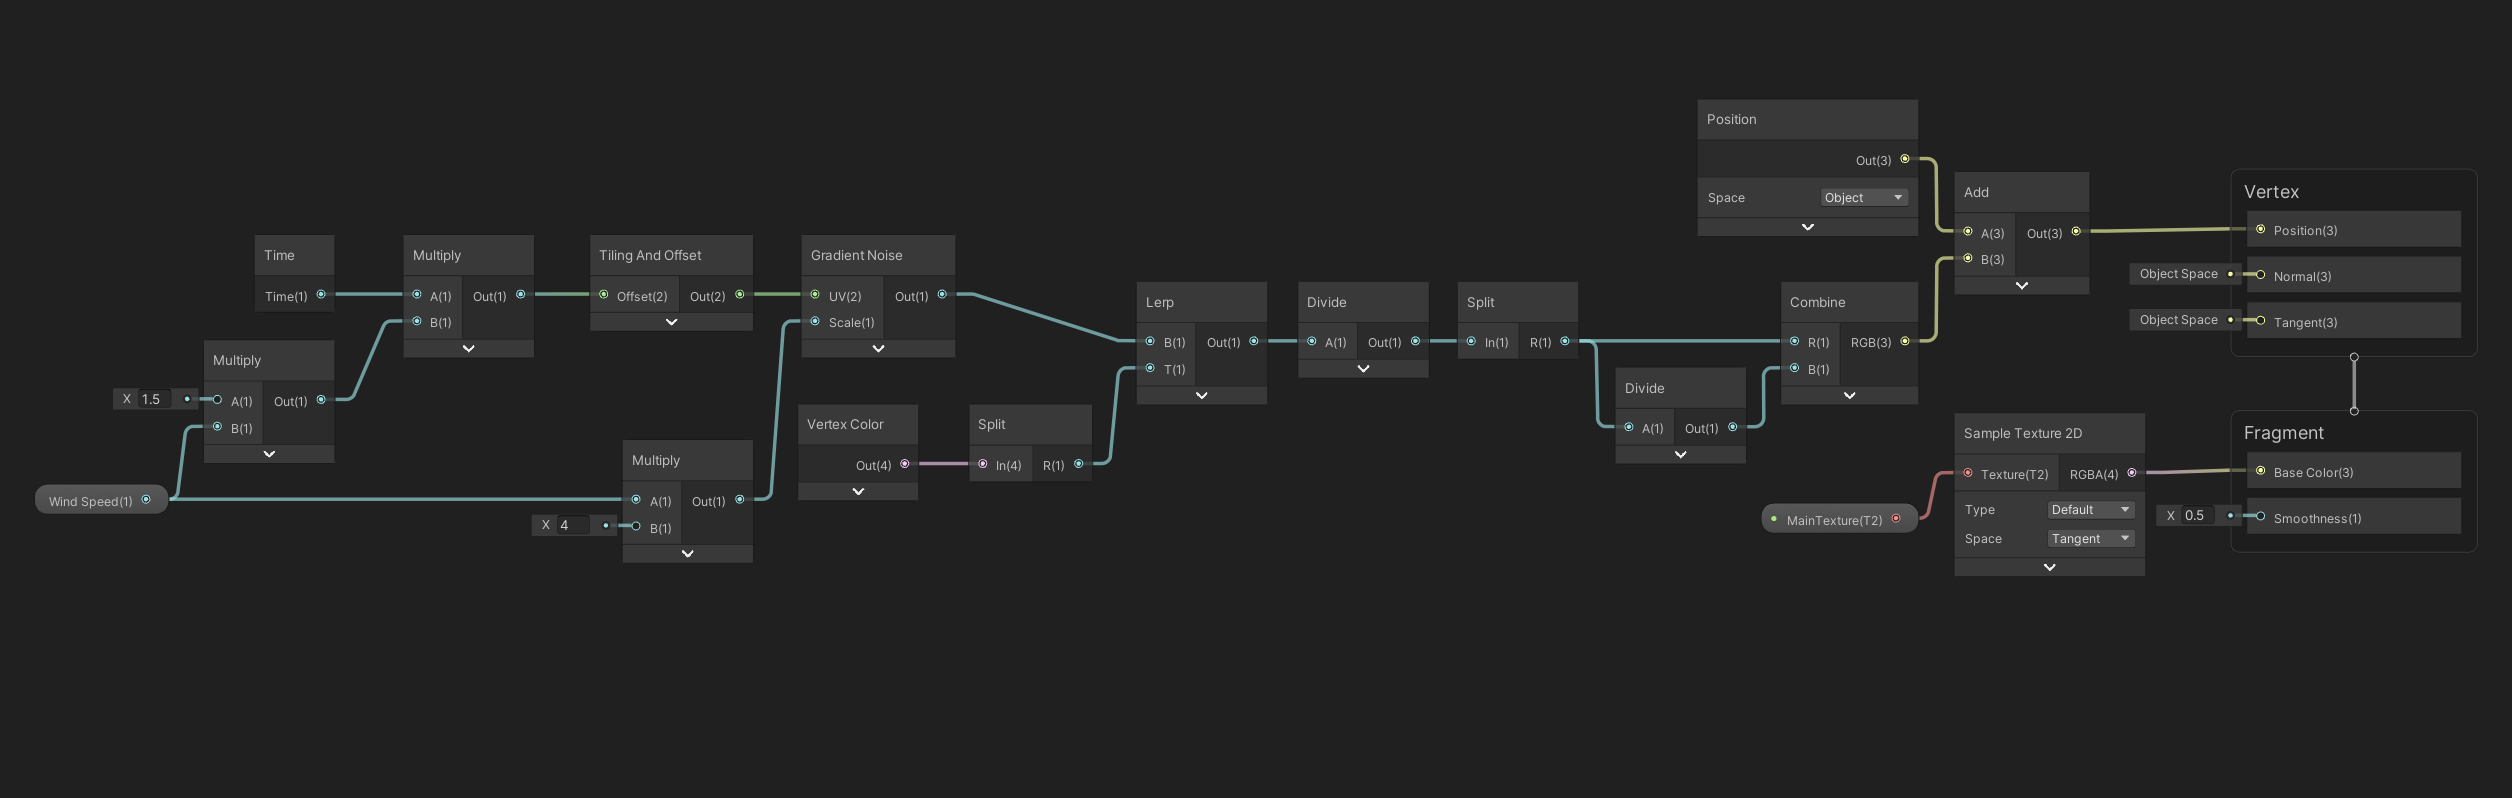 Time
Time(1)
Multiply
A(1) Out(1)
B(1)
Tiling And Offset
Offset(2) Out(2)
Gradient Noise
UV(2) Out(1)
Scale(1)
Multiply
X 1.5
A(1) Out(1)
B(1)
Wind Speed(1)
Multiply
A(1) Out(1)
X 4
B(1)
Vertex Color
Out(4)
Split
In(4) R(1)
Lerp
B(1) Out(1)
T(1)
Divide
A(1) Out(1)
Split
In(1) R(1)
Divide
A(1) Out(1)
Position
Out(3)
Space Object
Combine
R(1) RGB(3)
B(1)
Add
A(3) Out(3)
B(3)
Vertex
Position(3)
Object Space Normal(3)
Object Space Tangent(3)
MainTexture(T2)
Sample Texture 2D
Texture(T2) RGBA(4)
Type Default
Space Tangent
Fragment
Base Color(3)
X 0.5 Smoothness(1)